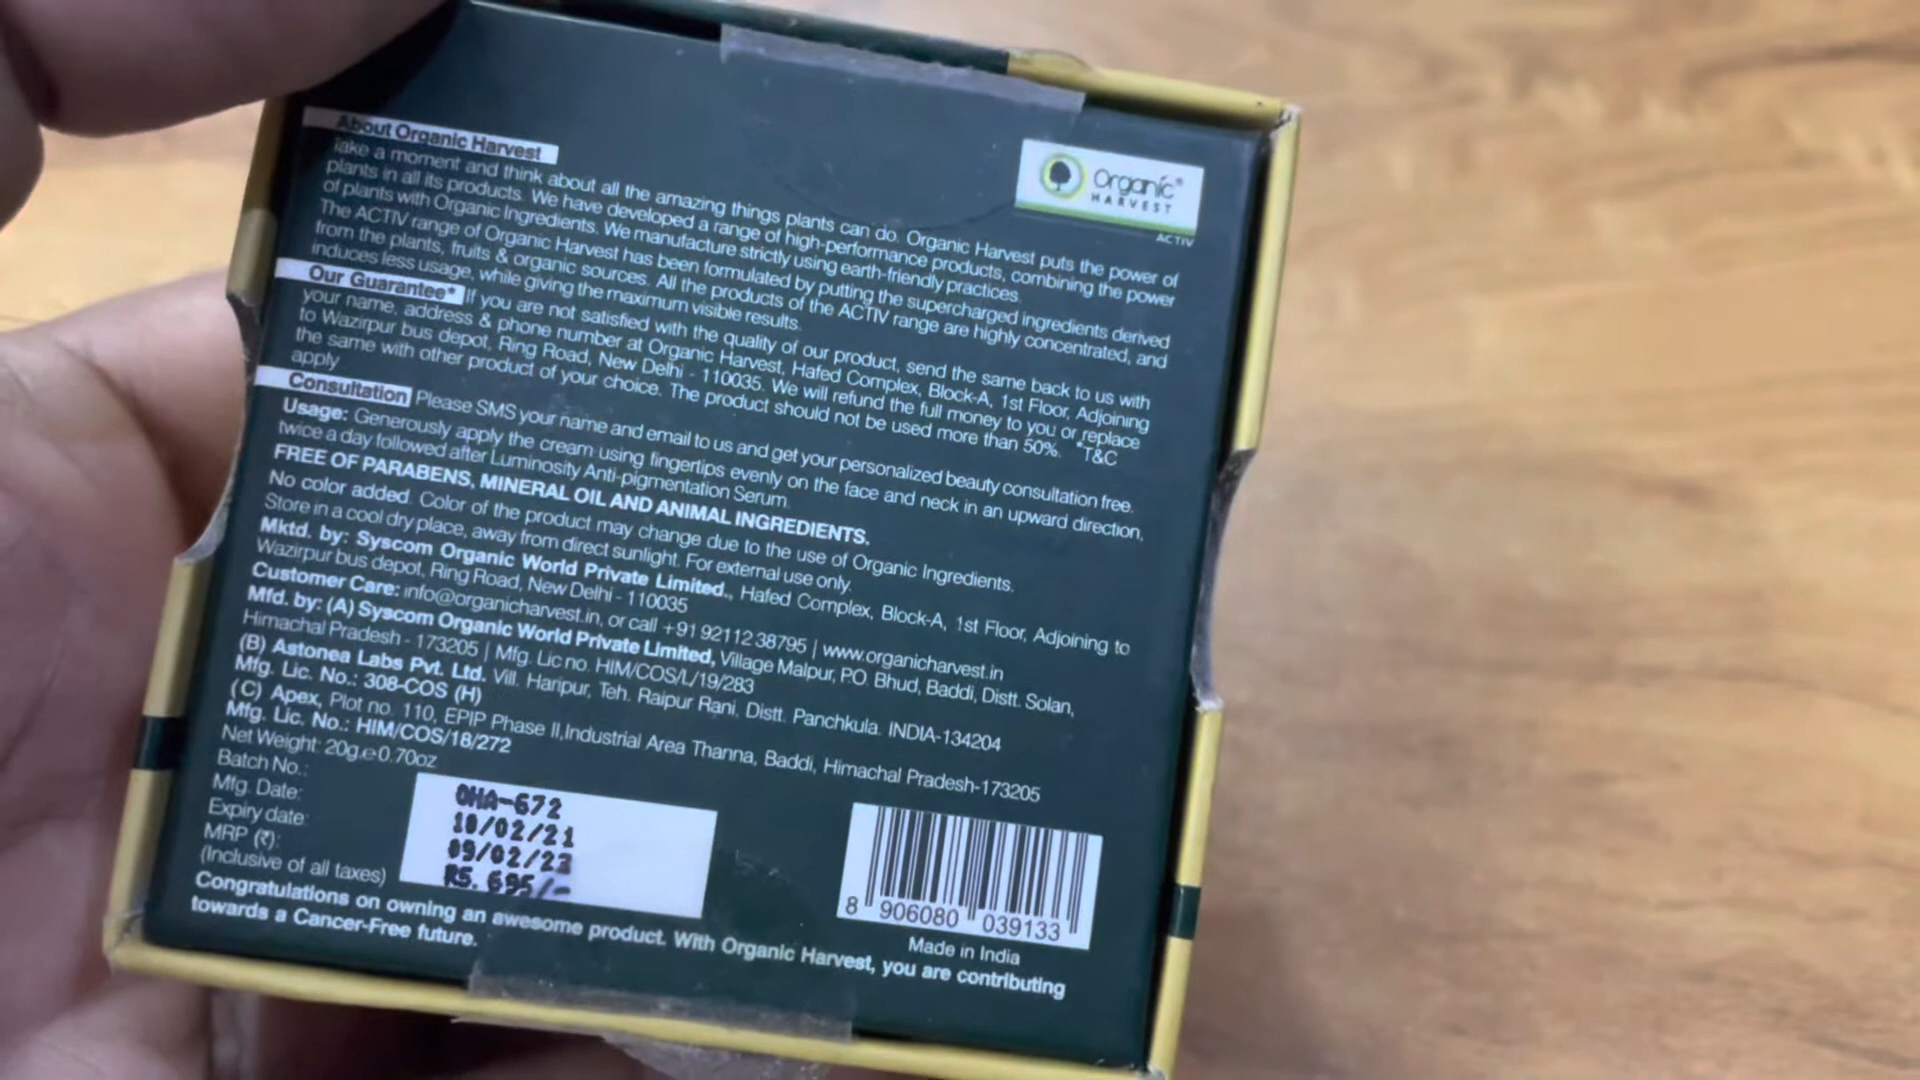 About Organic Harvest
Take a moment and think about all the amazing things plants can do. Organic Harvest puts the power of
plants in all its products. We have developed a range of high-performance products, combining the power
of plants with Organic Ingredients. We manufacture strictly using earth-friendly practices.
The ACTIV range of Organic Harvest has been formulated by putting the supercharged ingredients derived
from the plants, fruits & organic sources. All the products of the ACTIV range are highly concentrated, and
induces less usage, while giving the maximum visible results.
Our Guarantee* If you are not satisfied with the quality of our product, send the same back to us with
your name, address & phone number at Organic Harvest, Hafed Complex, Block-A, 1st Floor, Adjoining
to Wazirpur bus depot, Ring Road, New Delhi - 110035. We will refund the full money to you or replace
the same with other product of your choice. The product should not be used more than 50%. *T&C
apply
Consultation Please SMS your name and email to us and get your personalized beauty consultation free.
Usage: Generously apply the cream using fingertips evenly on the face and neck in an upward direction,
twice a day followed after Luminosity Anti-pigmentation Serum.
FREE OF PARABENS, MINERAL OIL AND ANIMAL INGREDIENTS.
No color added. Color of the product may change due to the use of Organic Ingredients.
Store in a cool dry place, away from direct sunlight. For external use only.
Mktd. by: Syscom Organic World Private Limited., Hafed Complex, Block-A, 1st Floor, Adjoining to
Wazirpur bus depot, Ring Road, New Delhi - 110035
Customer Care: info@organicharvest.in, or call +91 92112 38795 | www.organicharvest.in
Mfd. by: (A) Syscom Organic World Private Limited, Village Malpur, P.O. Bhud, Baddi, Distt. Solan,
Himachal Pradesh - 173205 | Mfg. Lic no. HIM/COS/L/19/283
(B) Astonea Labs Pvt. Ltd. Vill. Haripur, Teh. Raipur Rani, Distt. Panchkula. INDIA-134204
Mfg. Lic. No.: 308-COS (H)
(C) Apex, Plot no. 110, EPIP Phase II,Industrial Area Thanna, Baddi, Himachal Pradesh-173205
Mfg. Lic. No.: HIM/COS/18/272
Net Weight: 20g.e 0.70oz
Batch No.: OHA-672
Mfg. Date: 10/02/21
Expiry date: 09/02/23
MRP (₹): RS. 695/-
(Inclusive of all taxes)
Congratulations on owning an awesome product. With Organic Harvest, you are contributing
towards a Cancer-Free future.
Organic®
HARVEST
ACTIV
8 906080 039133
Made in India